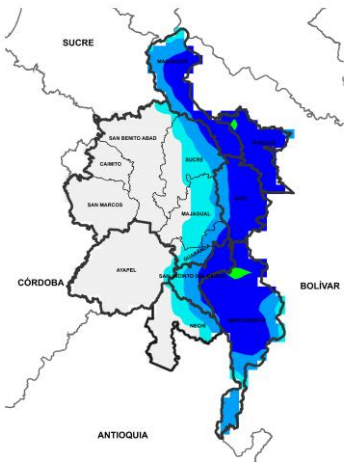 SUCRE
MAGANGUÉ
SAN BENITO ABAD
SUCRE
CAIMITO
SAN MARCOS
MAJAGUAL
GUARANDA
AYAPEL
SAN JACINTO DEL CAUCA
CÓRDOBA
BOLÍVAR
NECHÍ
ANTIOQUIA